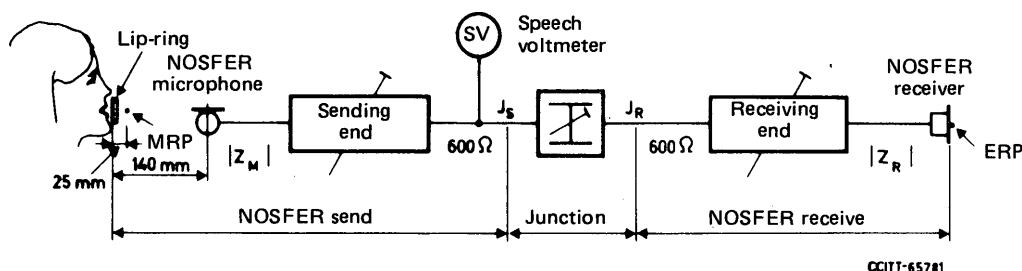 Lip-ring
NOSFER
microphone
MRP
25 mm
140 mm
|Z_M|
Sending
end
SV
Speech
voltmeter
600 Ω
J_S
J_R
600 Ω
Receiving
end
|Z_R|
NOSFER
receiver
ERP
NOSFER send
Junction
NOSFER receive
CCITT-65781